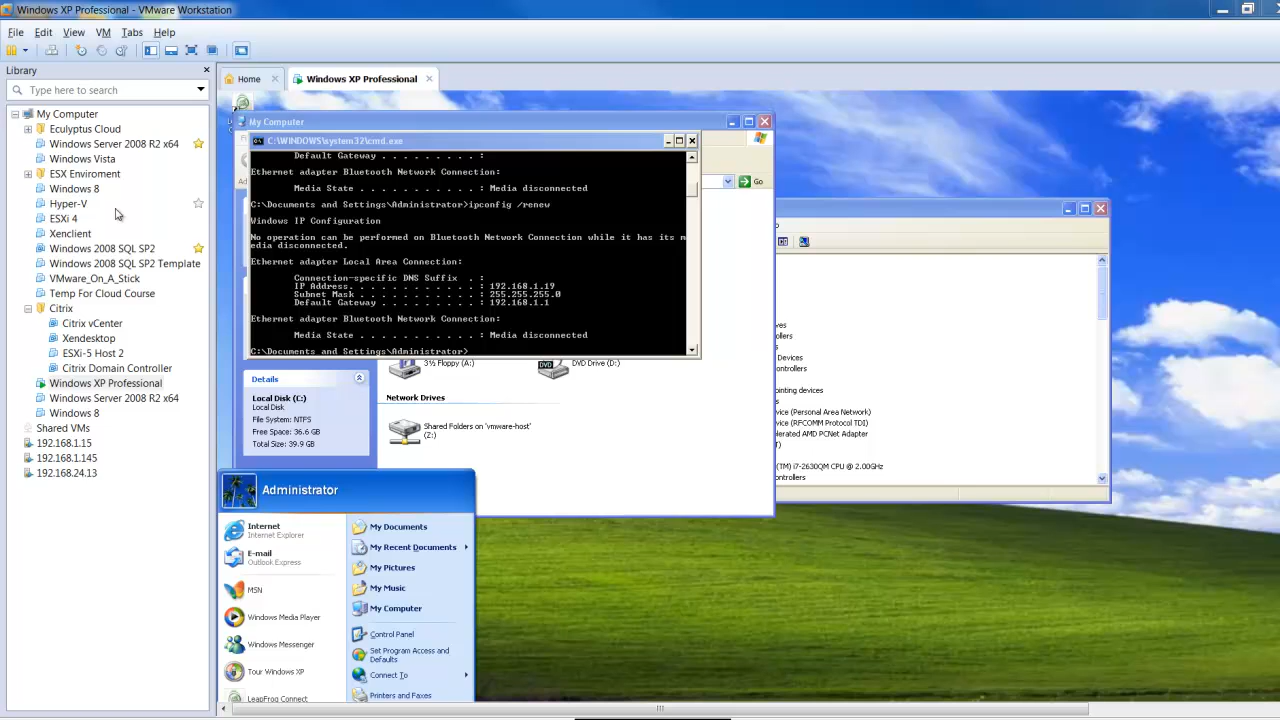 Windows XP Professional - VMware Workstation
File Edit View VM Tabs Help
Library
Type here to search
My Computer
Eculyptus Cloud
Windows Server 2008 R2 x64
Windows Vista
ESX Enviroment
Windows 8
Hyper-V
ESXi 4
Xenclient
Windows 2008 SQL SP2
Windows 2008 SQL SP2 Template
VMware_On_A_Stick
Temp For Cloud Course
Citrix
Citrix vCenter
Xendesktop
ESXi-5 Host 2
Citrix Domain Controller
Windows XP Professional
Windows Server 2008 R2 x64
Windows 8
Shared VMs
192.168.1.15
192.168.1.145
192.168.24.13
Home
Windows XP Professional
My Computer
Go
C:\WINDOWS\system32\cmd.exe
Default Gateway . . . . . . . . . :
Ethernet adapter Bluetooth Network Connection:
Media State . . . . . . . . . . . : Media disconnected
C:\Documents and Settings\Administrator>ipconfig /renew
Windows IP Configuration
No operation can be performed on Bluetooth Network Connection while it has its m
edia disconnected.
Ethernet adapter Local Area Connection:
Connection-specific DNS Suffix  . :
IP Address. . . . . . . . . . . . : 192.168.1.19
Subnet Mask . . . . . . . . . . . : 255.255.255.0
Default Gateway . . . . . . . . . : 192.168.1.1
Ethernet adapter Bluetooth Network Connection:
Media State . . . . . . . . . . . : Media disconnected
C:\Documents and Settings\Administrator>
3½ Floppy (A:)
DVD
DVD Drive (D:)
Network Drives
Shared Folders on 'vmware-host'
(Z:)
Details
Local Disk (C:)
Local Disk
File System: NTFS
Free Space: 36.6 GB
Total Size: 39.9 GB
Devices
vice (Personal Area Network)
vice (RFCOMM Protocol TDI)
lerated AMD PCNet Adapter
(TM) i7-2630QM CPU @ 2.00GHz
Administrator
Internet
Internet Explorer
E-mail
Outlook Express
MSN
Windows Media Player
Windows Messenger
Tour Windows XP
LeapFrog Connect
My Documents
My Recent Documents
My Pictures
My Music
My Computer
Control Panel
Set Program Access and
Defaults
Connect To
Printers and Faxes